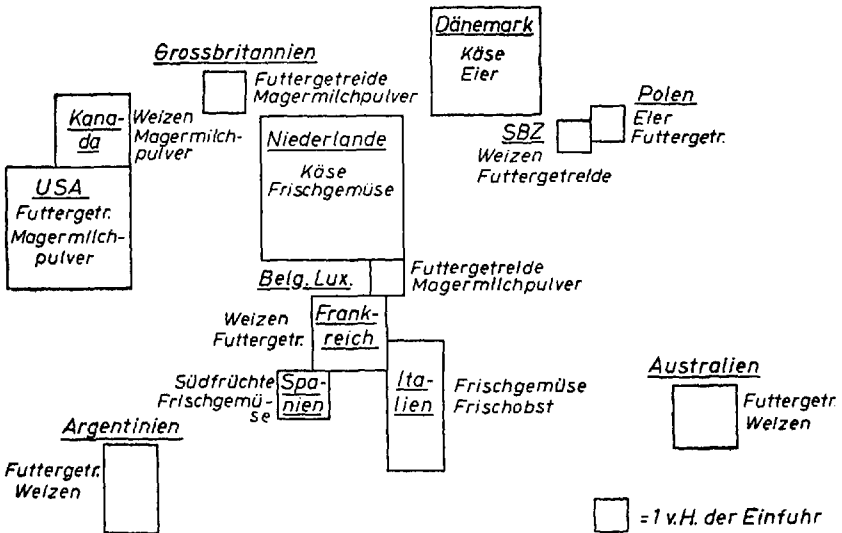 Dänemark
Käse
Eier
Grossbritannien
Futtergetreide
Magermilchpulver
Polen
Eier
Futtergetr.
SBZ
Weizen
Futtergetreide
Kana-
da
Weizen
Magermilch-
pulver
Niederlande
Käse
Frischgemüse
USA
Futtergetr.
Magermilch-
pulver
Belg. Lux.
Futtergetreide
Magermilchpulver
Weizen
Futtergetr.
Frank-
reich
Südfrüchte
Frischgemü-
se
Spa-
nien
Ita-
lien
Frischgemüse
Frischobst
Australien
Futtergetr.
Weizen
Argentinien
Futtergetr.
Weizen
=1 v.H. der Einfuhr